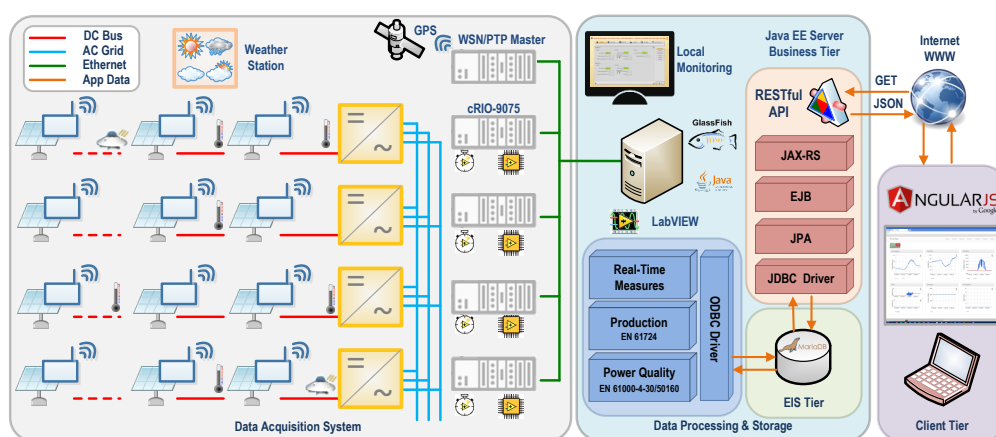 DC Bus
AC Grid
Ethernet
App Data
Weather
Station
GPS
WSN/PTP Master
cRIO-9075
Data Acquisition System
Local
Monitoring
GlassFish
Java
LabVIEW
Real-Time
Measures
Production
EN 61724
Power Quality
EN 61000-4-30/50160
ODBC Driver
Data Processing & Storage
Java EE Server
Business Tier
RESTful
API
JAX-RS
EJB
JPA
JDBC Driver
MariaDB
EIS Tier
Internet
WWW
GET
JSON
ANGULARJS
by Google
Client Tier